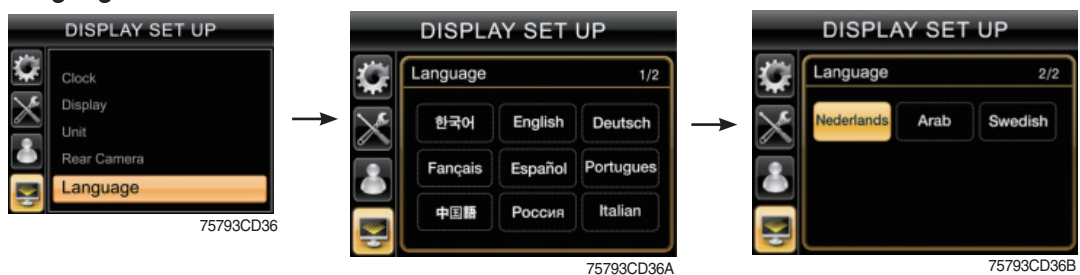 DISPLAY SET UP
Clock
Display
Unit
Rear Camera
Language
75793CD36
DISPLAY SET UP
Language 1/2
한국어 English Deutsch
Fançais Español Portugues
中国語 Россия Italian
75793CD36A
DISPLAY SET UP
Language 2/2
Nederlands Arab Swedish
75793CD36B